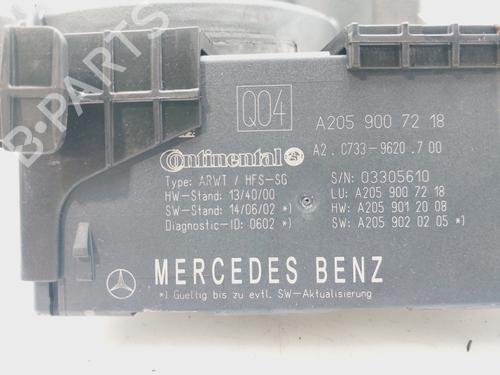 B-PARTS
Q04
A205 900 72 18
Continental
A2.C733-9620.700
Type: ARWT / HFS-SG
S/N: 03305610
HW-Stand: 13/40/00
LU: A205 900 72 18
SW-Stand: 14/06/02 *)
HW: A205 901 20 08
Diagnostic-ID: 0602 *)
SW: A205 902 02 05 *)
MERCEDES BENZ
*) Gueltig bis zu evtl. SW-Aktualisierung